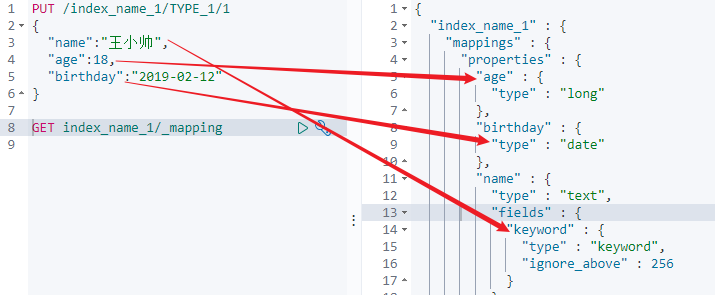 1 PUT /index_name_1/TYPE_1/1
2 {
3 "name":"王小帅",
4 "age":18,
5 "birthday":"2019-02-12"
6 }
7
8 GET index_name_1/_mapping
9
1 {
2 "index_name_1" : {
3 "mappings" : {
4 "properties" : {
5 "age" : {
6 "type" : "long"
7 },
8 "birthday" : {
9 "type" : "date"
10 },
11 "name" : {
12 "type" : "text",
13 "fields" : {
14 "keyword" : {
15 "type" : "keyword",
16 "ignore_above" : 256
17 }
18 }